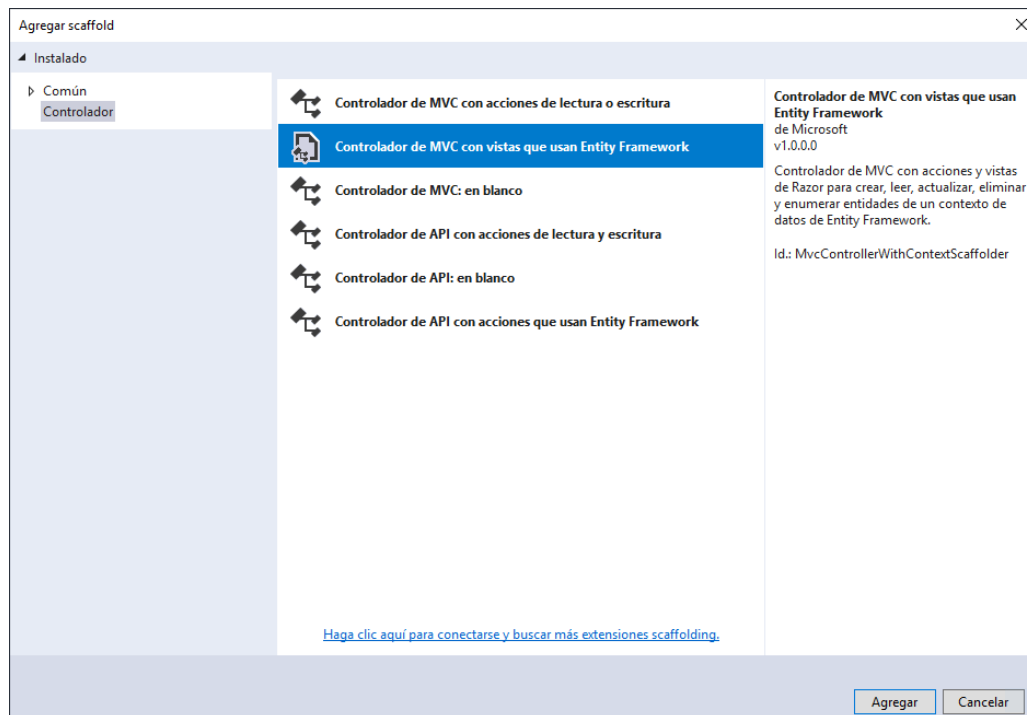 Agregar scaffold
Instalado
Común
Controlador
Controlador de MVC con acciones de lectura o escritura
Controlador de MVC con vistas que usan Entity Framework
Controlador de MVC: en blanco
Controlador de API con acciones de lectura y escritura
Controlador de API: en blanco
Controlador de API con acciones que usan Entity Framework
Haga clic aquí para conectarse y buscar más extensiones scaffolding.
Controlador de MVC con vistas que usan
Entity Framework
de Microsoft
v1.0.0.0
Controlador de MVC con acciones y vistas
de Razor para crear, leer, actualizar, eliminar
y enumerar entidades de un contexto de
datos de Entity Framework.
Id.: MvcControllerWithContextScaffolder
Agregar
Cancelar